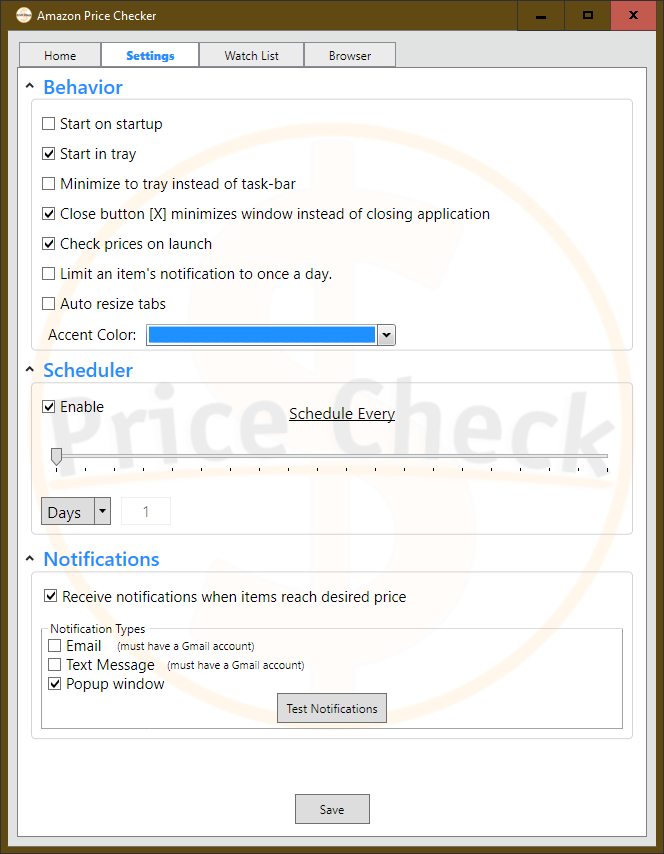 Amazon Price Checker
Home Settings Watch List Browser
Behavior
Start on startup
Start in tray
Minimize to tray instead of task-bar
Close button [X] minimizes window instead of closing application
Check prices on launch
Limit an item's notification to once a day.
Auto resize tabs
Accent Color:
Scheduler
Enable
Schedule Every
Price Check
Days 1
Notifications
Receive notifications when items reach desired price
Notification Types
Email (must have a Gmail account)
Text Message (must have a Gmail account)
Popup window
Test Notifications
Save